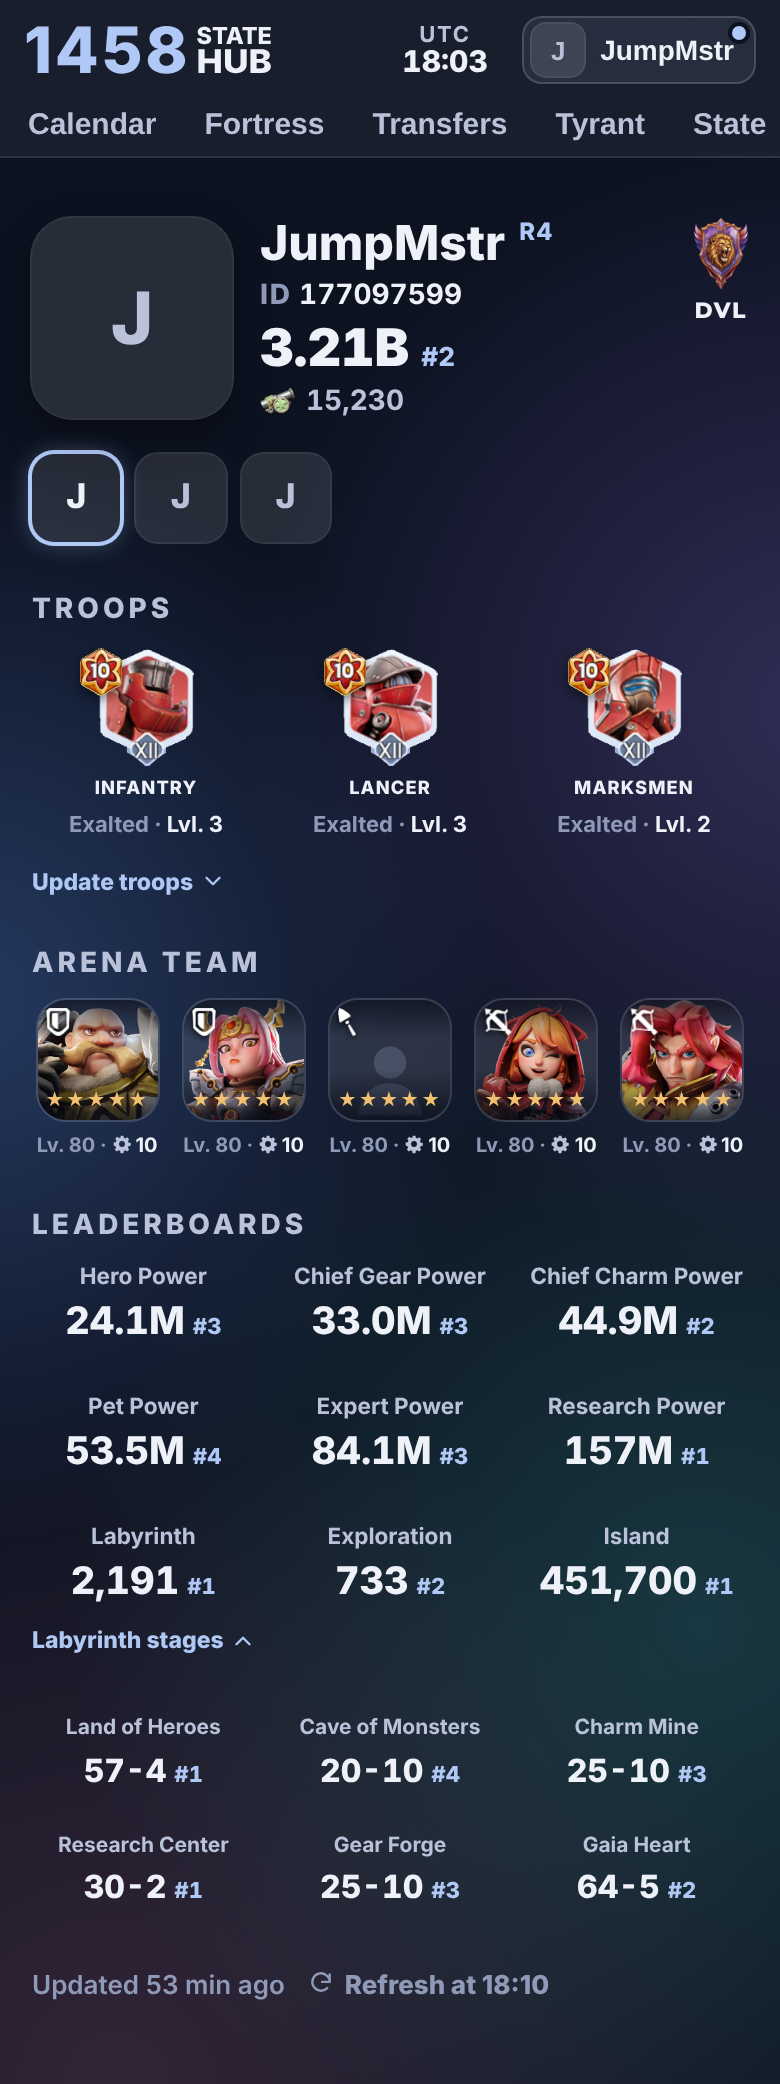 1458 STATE HUB
UTC
18:03
J JumpMstr
Calendar Fortress Transfers Tyrant State
J
JumpMstr R4
ID 177097599
3.21B #2
15,230
DVL
J J J
TROOPS
10 XII 10 XII 10 XII
INFANTRY LANCER MARKSMEN
Exalted · Lvl. 3 Exalted · Lvl. 3 Exalted · Lvl. 2
Update troops
ARENA TEAM
Lv. 80 · 10 Lv. 80 · 10 Lv. 80 · 10 Lv. 80 · 10 Lv. 80 · 10
LEADERBOARDS
Hero Power Chief Gear Power Chief Charm Power
24.1M #3 33.0M #3 44.9M #2
Pet Power Expert Power Research Power
53.5M #4 84.1M #3 157M #1
Labyrinth Exploration Island
2,191 #1 733 #2 451,700 #1
Labyrinth stages
Land of Heroes Cave of Monsters Charm Mine
57-4 #1 20-10 #4 25-10 #3
Research Center Gear Forge Gaia Heart
30-2 #1 25-10 #3 64-5 #2
Updated 53 min ago Refresh at 18:10